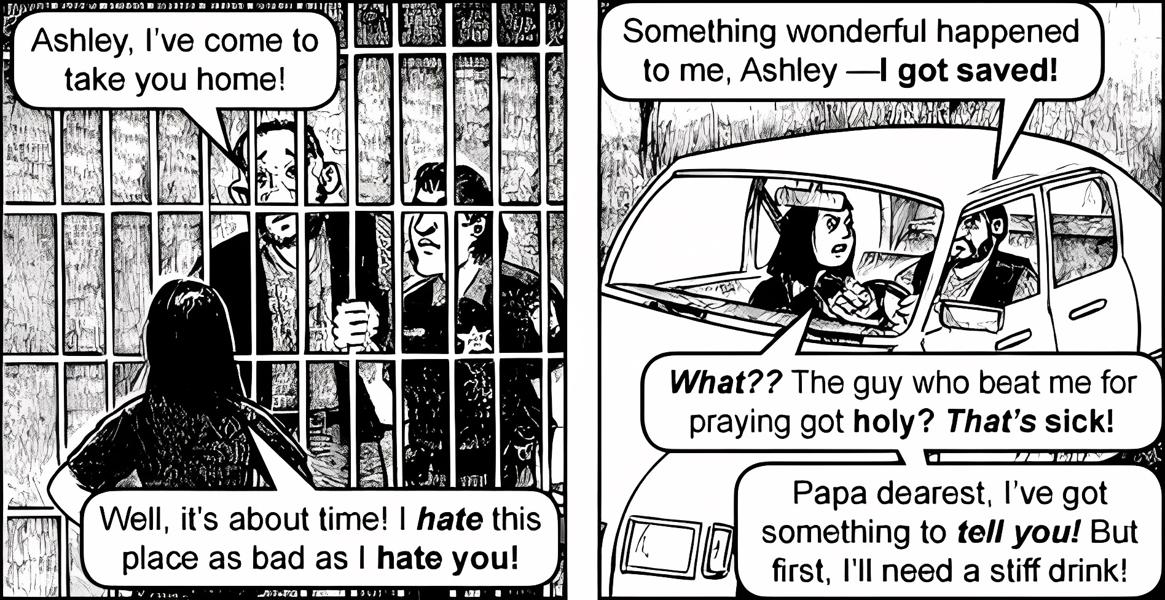 Ashley, I've come to
take you home!
Well, it's about time! I hate this
place as bad as I hate you!
Something wonderful happened
to me, Ashley —I got saved!
What?? The guy who beat me for
praying got holy? That's sick!
Papa dearest, I've got
something to tell you! But
first, I'll need a stiff drink!